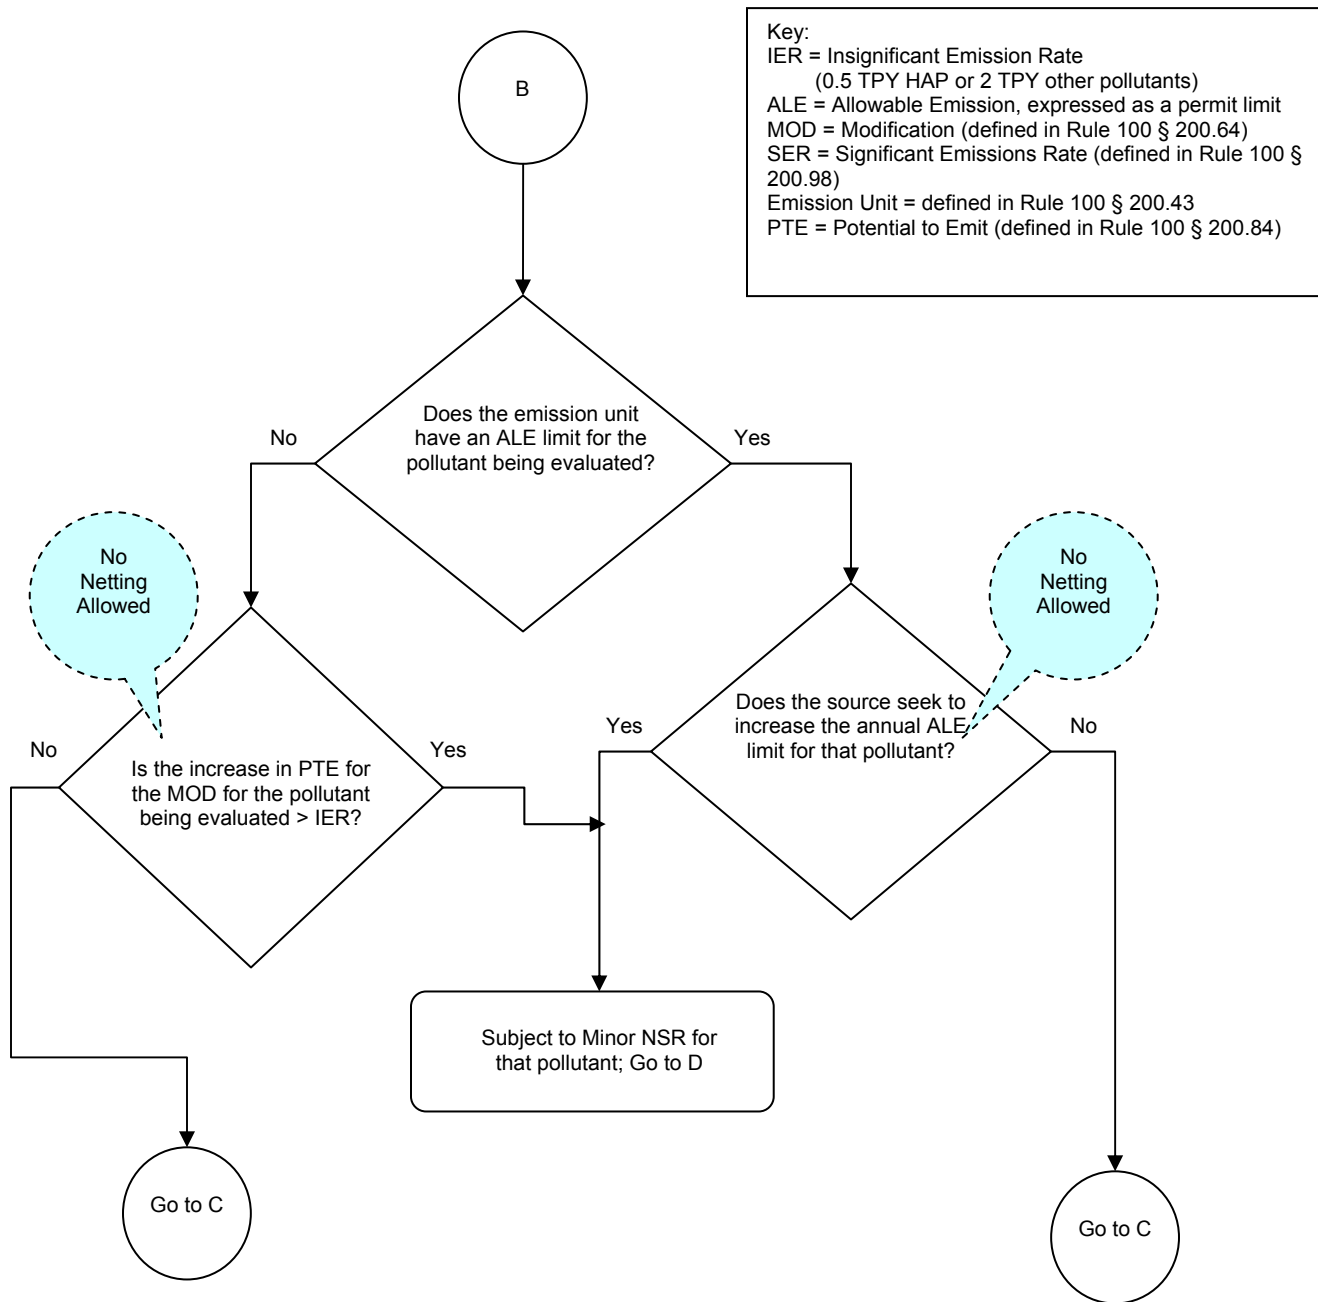 B
Key:
IER = Insignificant Emission Rate
(0.5 TPY HAP or 2 TPY other pollutants)
ALE = Allowable Emission, expressed as a permit limit
MOD = Modification (defined in Rule 100 § 200.64)
SER = Significant Emissions Rate (defined in Rule 100 §
200.98)
Emission Unit = defined in Rule 100 § 200.43
PTE = Potential to Emit (defined in Rule 100 § 200.84)
Does the emission unit
have an ALE limit for the
pollutant being evaluated?
No
Yes
No
Netting
Allowed
No
Netting
Allowed
Is the increase in PTE for
the MOD for the pollutant
being evaluated > IER?
No
Yes
Does the source seek to
increase the annual ALE
limit for that pollutant?
Yes
No
Subject to Minor NSR for
that pollutant; Go to D
Go to C
Go to C